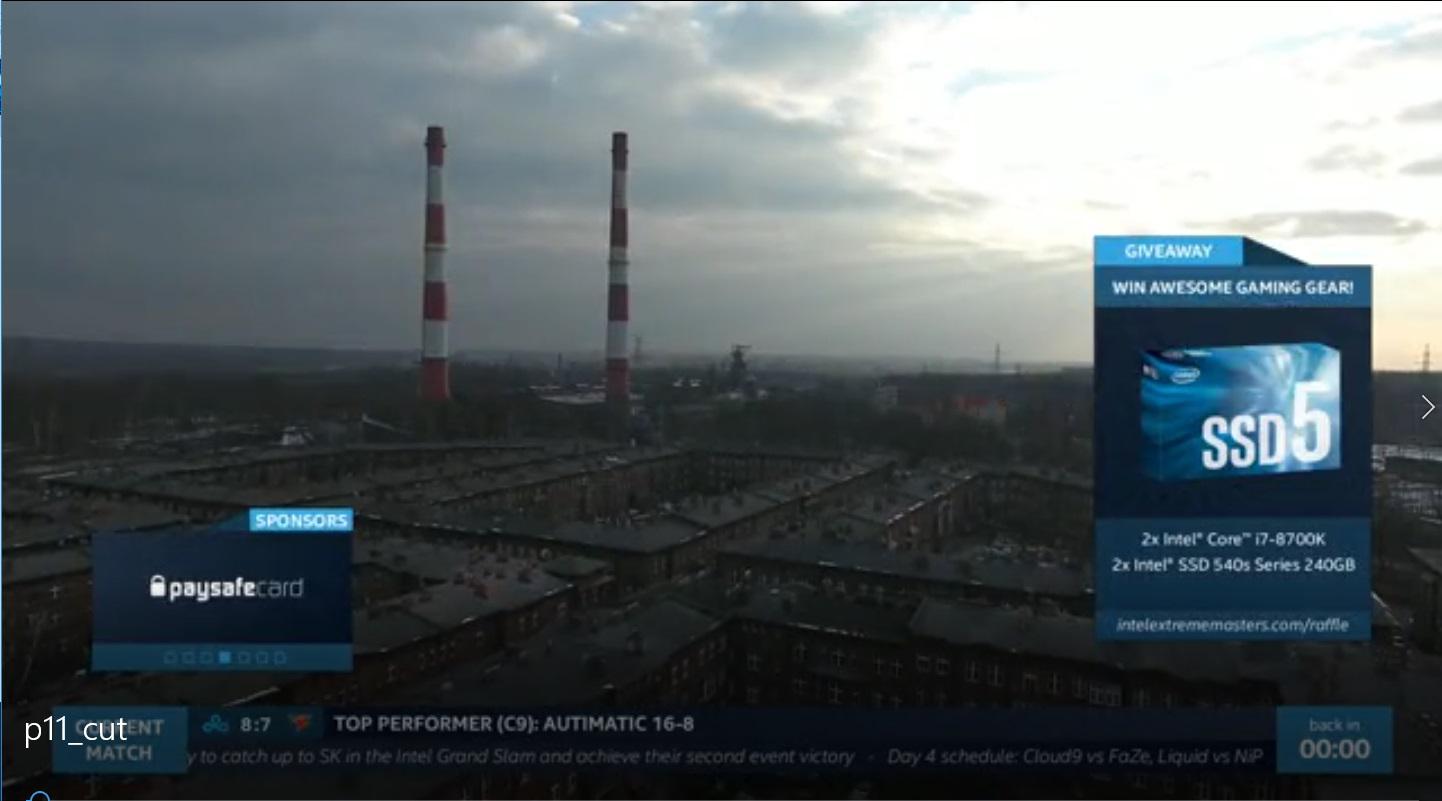 GIVEAWAY
WIN AWESOME GAMING GEAR!
intel
SSD5
2x Intel® Core™ i7-8700K
2x Intel® SSD 540s Series 240GB
intelextrememasters.com/raffle
SPONSORS
paysafecard
p11_cut
CURRENT
MATCH
8:7
TOP PERFORMER (C9): AUTIMATIC 16-8
y to catch up to SK in the Intel Grand Slam and achieve their second event victory - Day 4 schedule: Cloud9 vs FaZe, Liquid vs NiP
back in
00:00